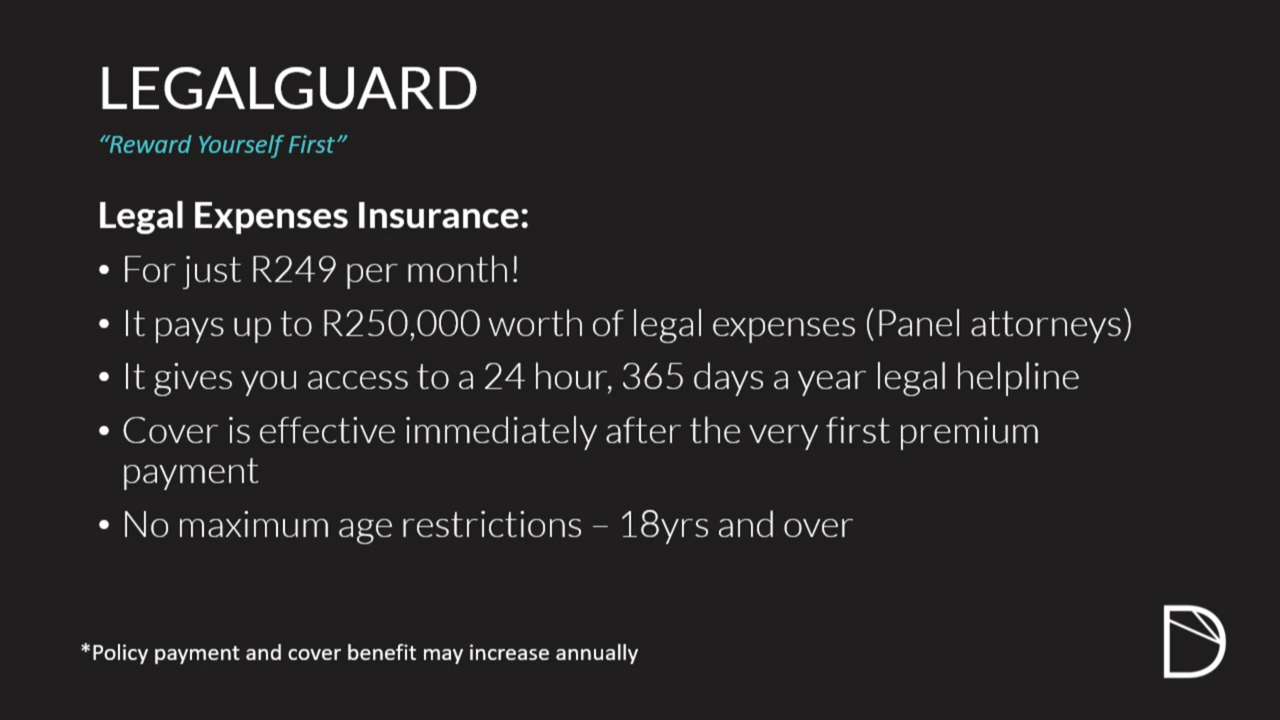 LEGALGUARD
“Reward Yourself First”
Legal Expenses Insurance:
• For just R249 per month!
• It pays up to R250,000 worth of legal expenses (Panel attorneys)
• It gives you access to a 24 hour, 365 days a year legal helpline
• Cover is effective immediately after the very first premium
payment
• No maximum age restrictions – 18yrs and over
*Policy payment and cover benefit may increase annually